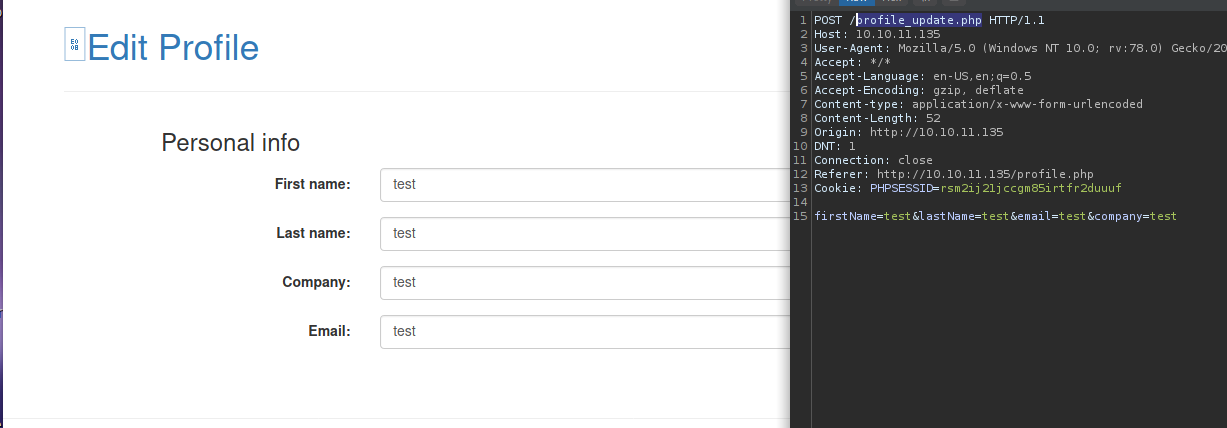 Edit Profile
Personal info
First name: test
Last name: test
Company: test
Email: test
1 POST /profile_update.php HTTP/1.1
2 Host: 10.10.11.135
3 User-Agent: Mozilla/5.0 (Windows NT 10.0; rv:78.0) Gecko/20
4 Accept: */*
5 Accept-Language: en-US,en;q=0.5
6 Accept-Encoding: gzip, deflate
7 Content-type: application/x-www-form-urlencoded
8 Content-Length: 52
9 Origin: http://10.10.11.135
10 DNT: 1
11 Connection: close
12 Referer: http://10.10.11.135/profile.php
13 Cookie: PHPSESSID=rsm2ij21jccgm85irtfr2duuuf
14
15 firstName=test&lastName=test&email=test&company=test